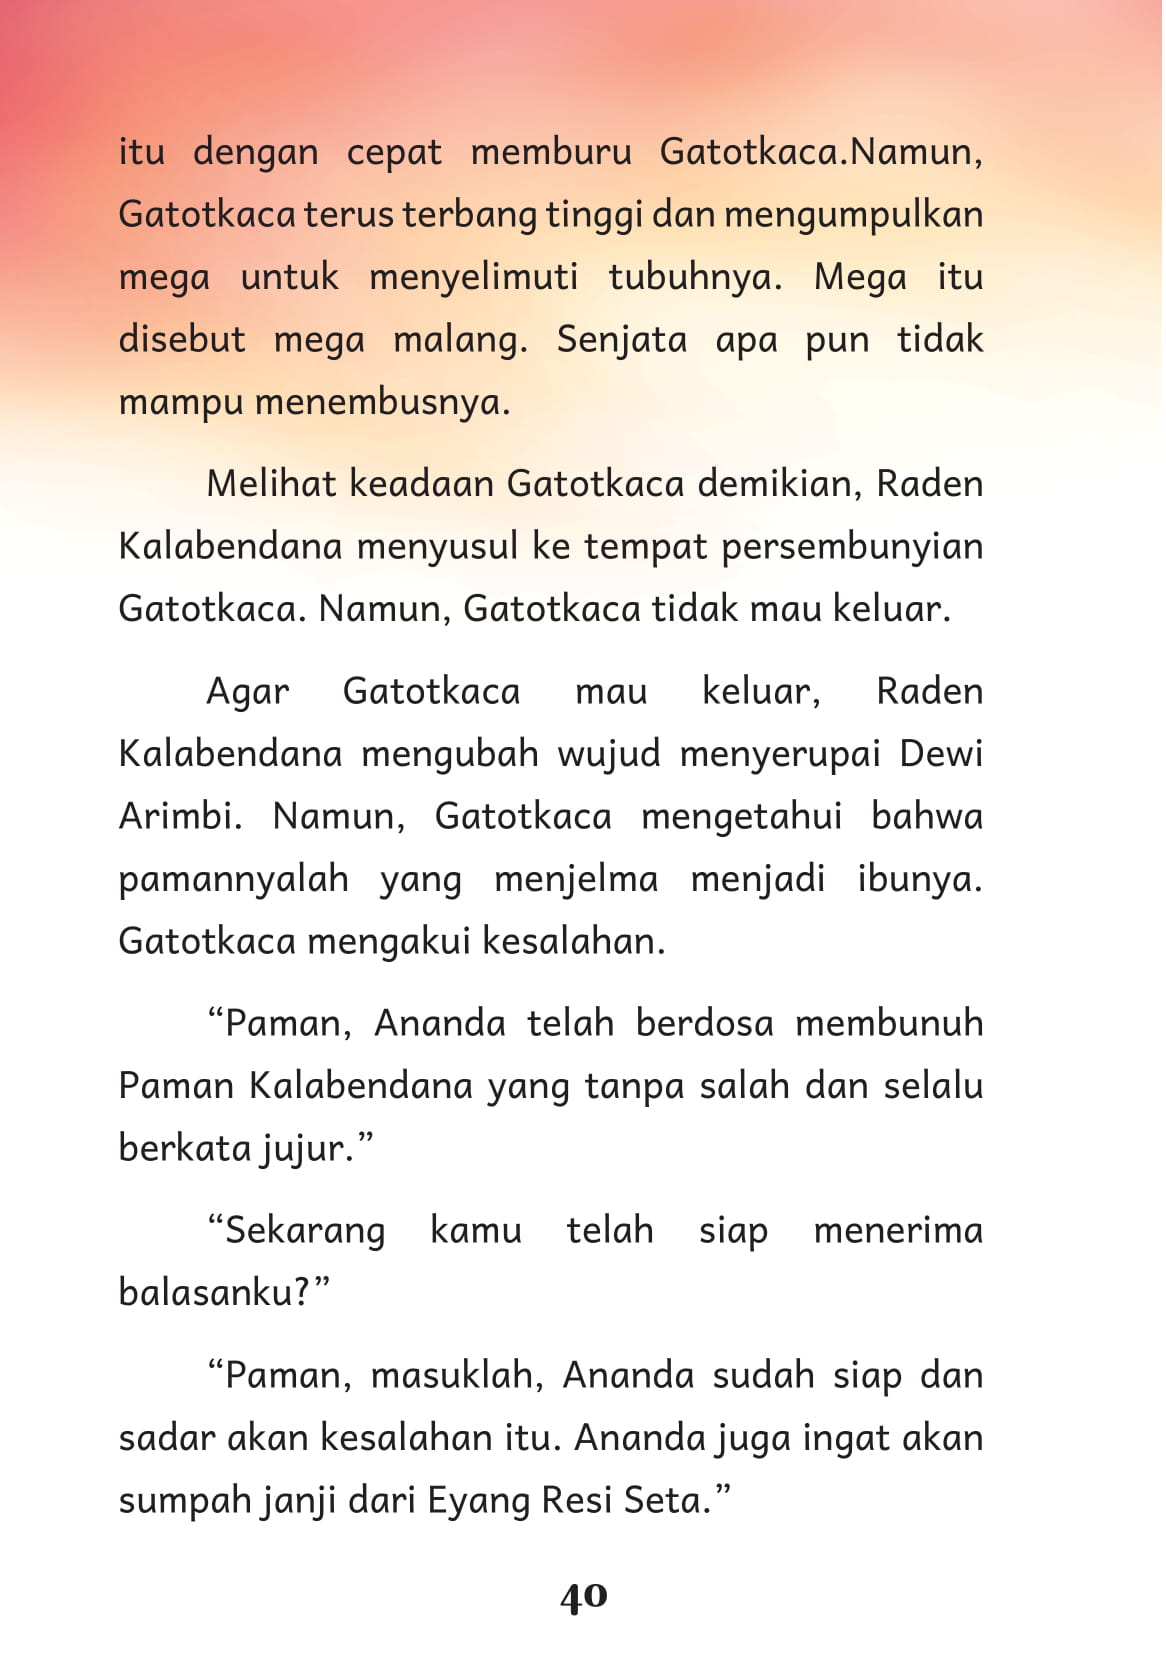 itu dengan cepat memburu Gatotkaca.Namun,
Gatotkaca terus terbang tinggi dan mengumpulkan
mega untuk menyelimuti tubuhnya. Mega itu
disebut mega malang. Senjata apa pun tidak
mampu menembusnya.
Melihat keadaan Gatotkaca demikian, Raden
Kalabendana menyusul ke tempat persembunyian
Gatotkaca. Namun, Gatotkaca tidak mau keluar.
Agar Gatotkaca mau keluar, Raden
Kalabendana mengubah wujud menyerupai Dewi
Arimbi. Namun, Gatotkaca mengetahui bahwa
pamannyalah yang menjelma menjadi ibunya.
Gatotkaca mengakui kesalahan.
“Paman, Ananda telah berdosa membunuh
Paman Kalabendana yang tanpa salah dan selalu
berkata jujur.”
“Sekarang kamu telah siap menerima
balasanku?”
“Paman, masuklah, Ananda sudah siap dan
sadar akan kesalahan itu. Ananda juga ingat akan
sumpah janji dari Eyang Resi Seta.”
40